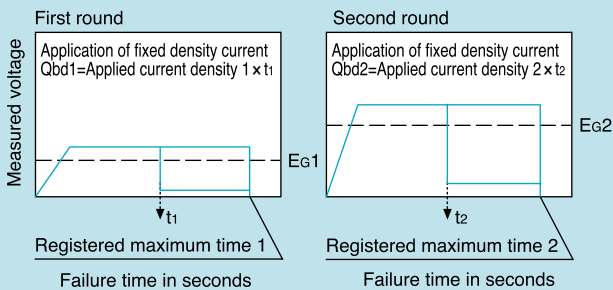 First round
Application of fixed density current
Qbd1=Applied current density 1 × t1
Measured voltage
EG1
t1
Registered maximum time 1
Failure time in seconds
Second round
Application of fixed density current
Qbd2=Applied current density 2 × t2
EG2
t2
Registered maximum time 2
Failure time in seconds